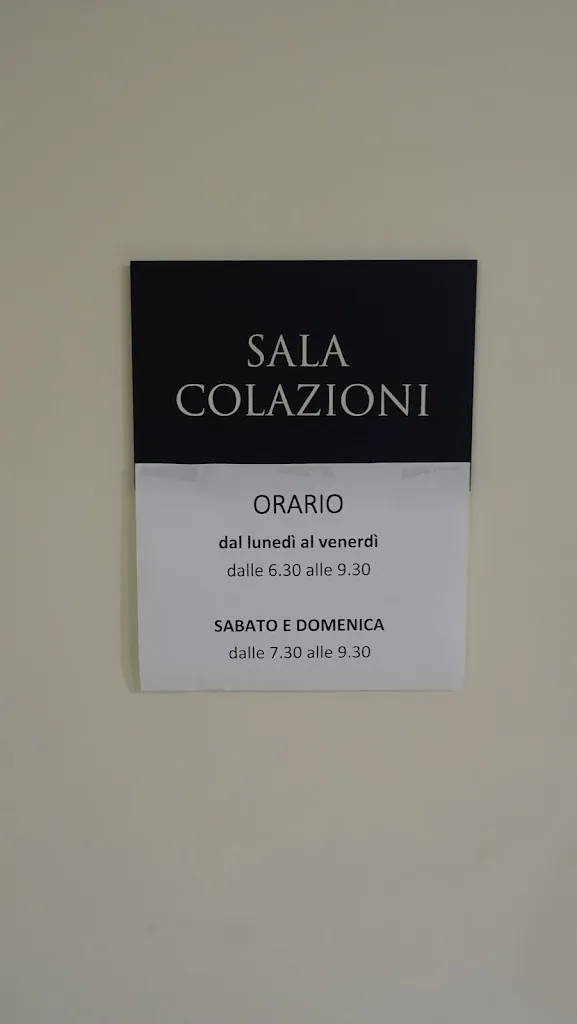 SALA
COLAZIONI
ORARIO
dal lunedì al venerdì
dalle 6.30 alle 9.30
SABATO E DOMENICA
dalle 7.30 alle 9.30